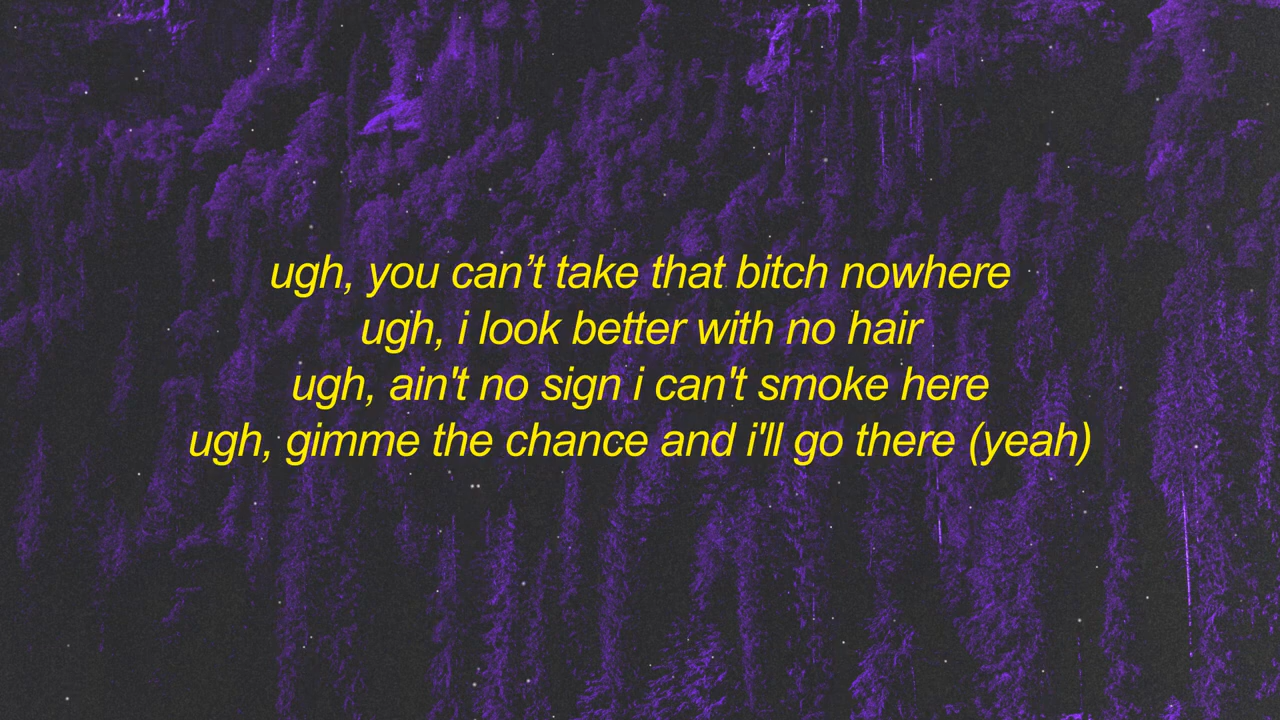 ugh, you can’t take that bitch nowhere
ugh, i look better with no hair
ugh, ain't no sign i can't smoke here
ugh, gimme the chance and i'll go there (yeah)